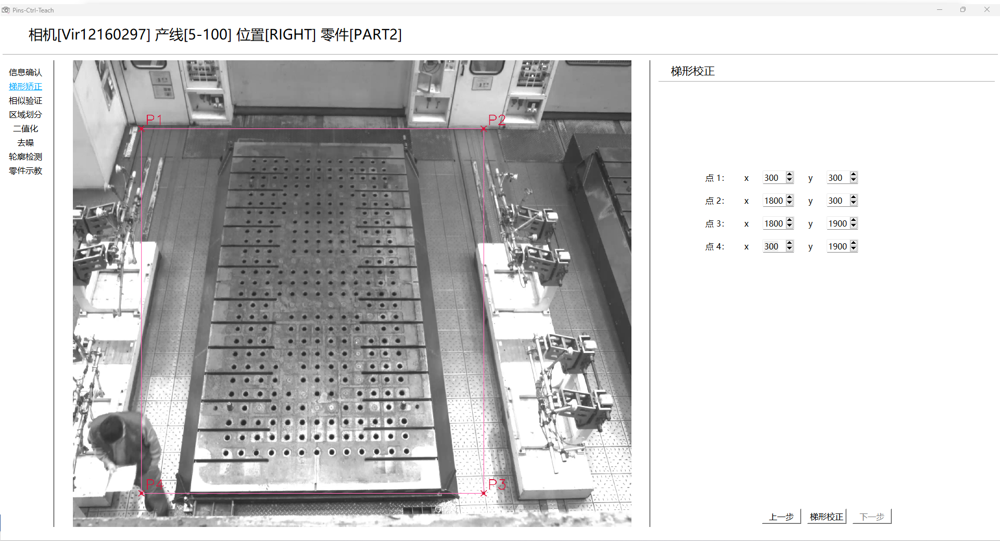 Pins-Ctrl-Teach
相机[Vir12160297] 产线[5-100] 位置[RIGHT] 零件[PART2]
信息确认
梯形矫正
相似验证
区域划分
二值化
去噪
轮廓检测
零件示教
P1
P2
P4
P3
梯形校正
点 1： x 300 y 300
点 2： x 1800 y 300
点 3： x 1800 y 1900
点 4： x 300 y 1900
上一步 梯形校正 下一步